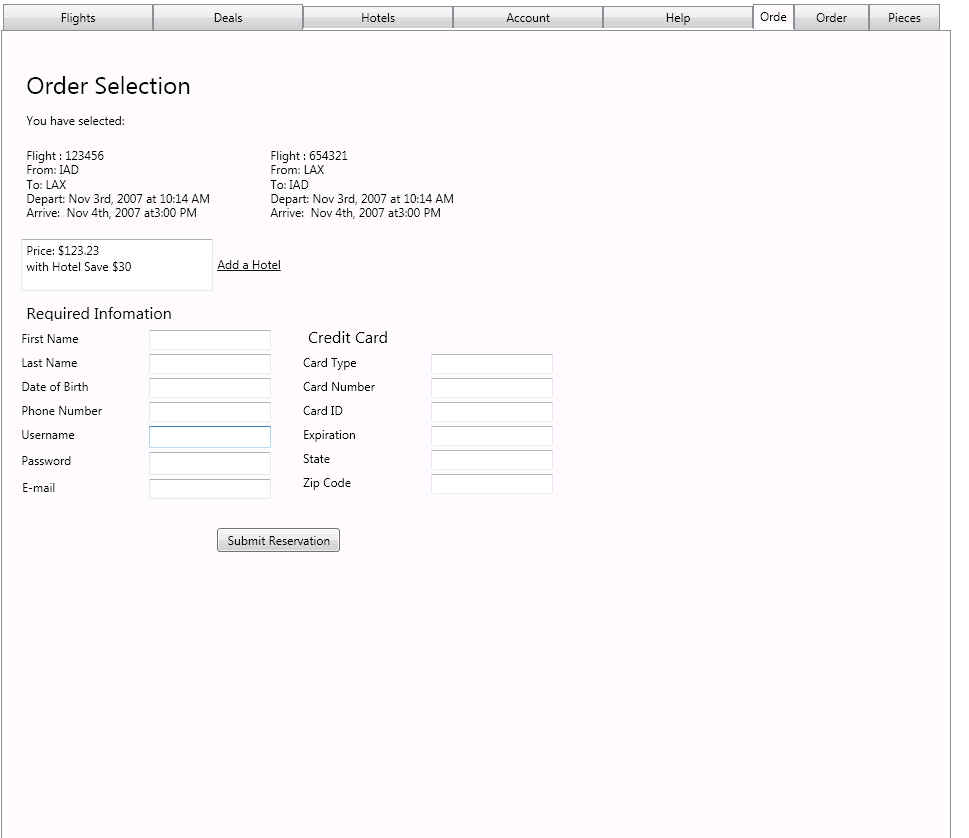 Flights Deals Hotels Account Help Orde Order Pieces
Order Selection
You have selected:
Flight : 123456
From: IAD
To: LAX
Depart: Nov 3rd, 2007 at 10:14 AM
Arrive:  Nov 4th, 2007 at3:00 PM
Flight : 654321
From: LAX
To: IAD
Depart: Nov 3rd, 2007 at 10:14 AM
Arrive:  Nov 4th, 2007 at3:00 PM
Price: $123.23
with Hotel Save $30
Add a Hotel
Required Infomation
First Name
Last Name
Date of Birth
Phone Number
Username
Password
E-mail
Credit Card
Card Type
Card Number
Card ID
Expiration
State
Zip Code
Submit Reservation